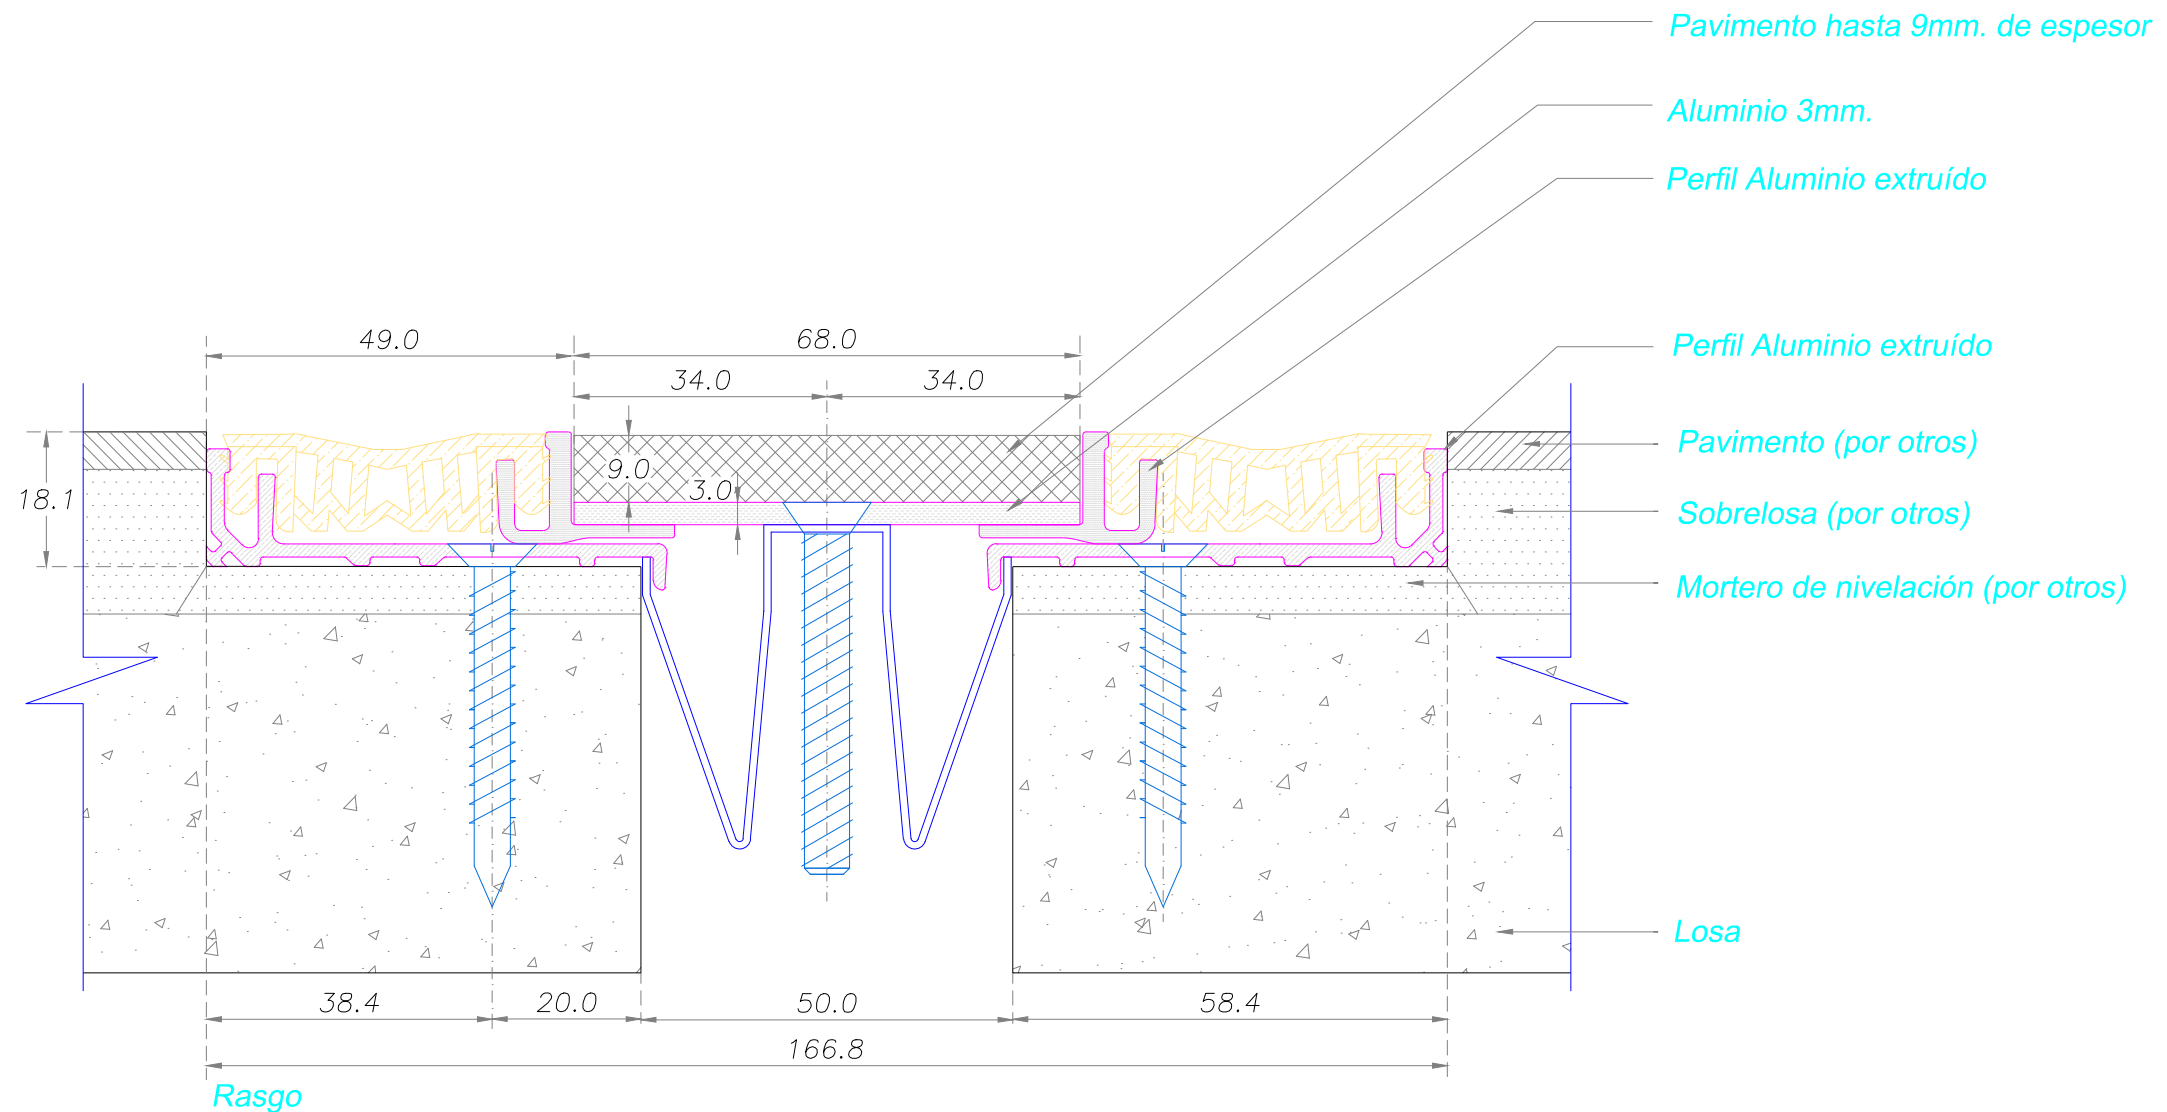 Pavimento hasta 9mm. de espesor
Aluminio 3mm.
Perfil Aluminio extruído
49.0
68.0
Perfil Aluminio extruído
34.0
34.0
Pavimento (por otros)
9.0
3.0
18.1
Sobrelosa (por otros)
Mortero de nivelación (por otros)
Losa
38.4
20.0
50.0
58.4
166.8
Rasgo